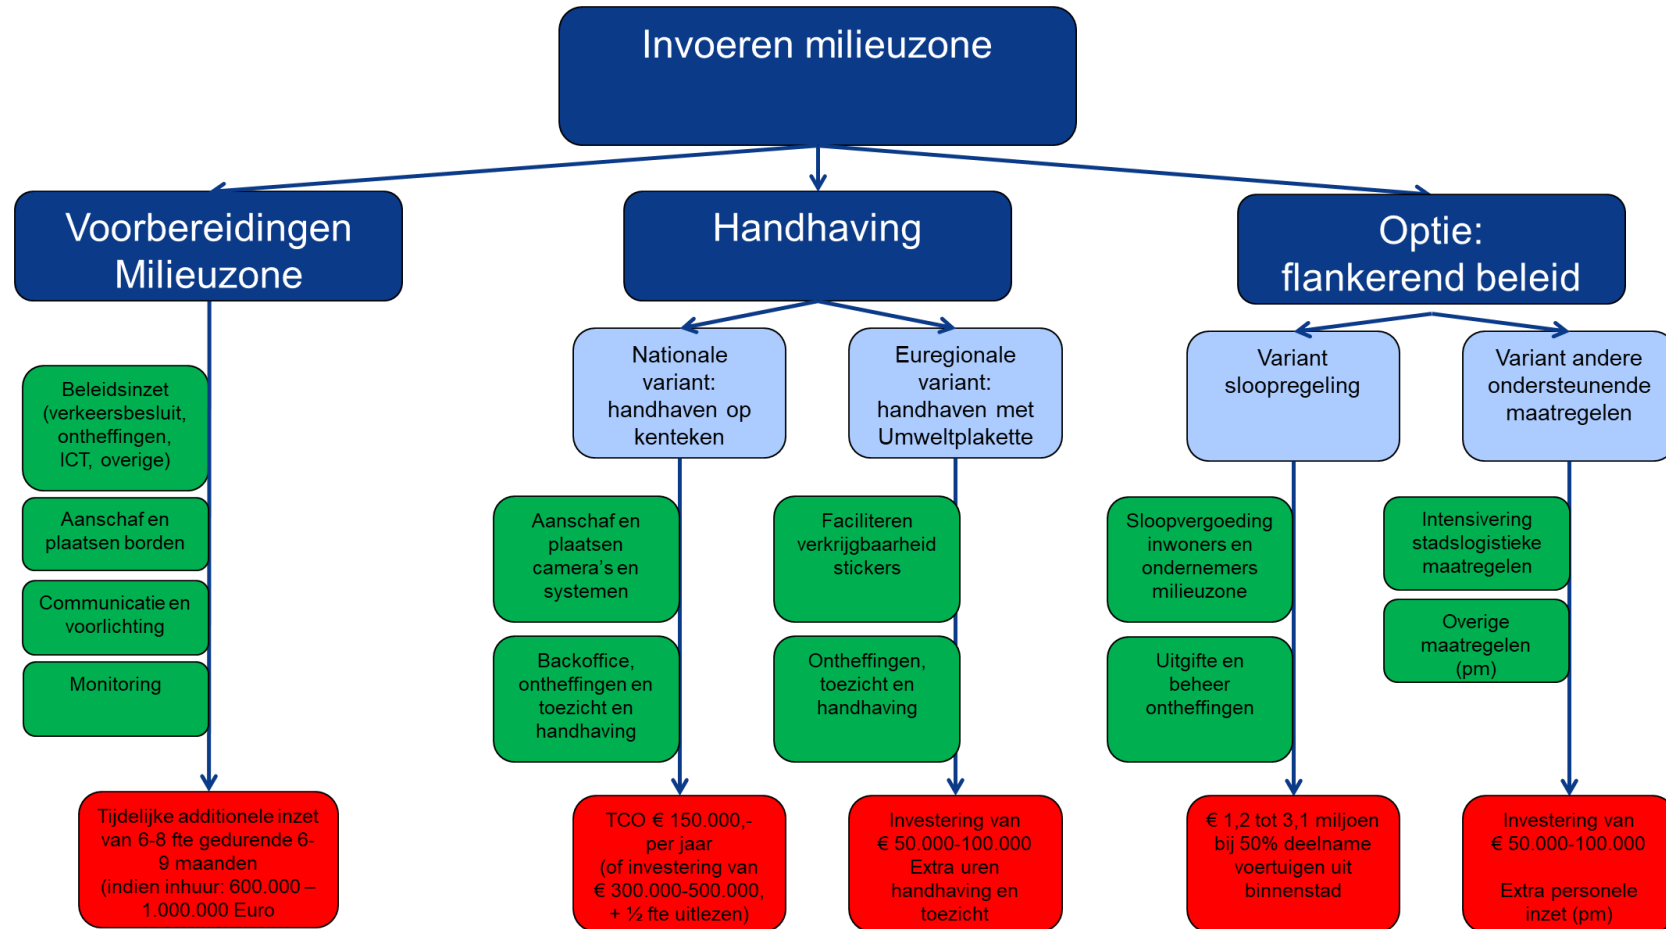 Invoeren milieuzone
Voorbereidingen
Milieuzone
Handhaving
Optie:
flankerend beleid
Nationale
variant:
handhaven op
kenteken
Euregionale
variant:
handhaven met
Umweltplakette
Variant
sloopregeling
Variant andere
ondersteunende
maatregelen
Beleidsinzet
(verkeersbesluit,
ontheffingen,
ICT, overige)
Aanschaf en
plaatsen borden
Communicatie en
voorlichting
Monitoring
Aanschaf en
plaatsen
camera's en
systemen
Backoffice,
ontheffingen en
toezicht en
handhaving
Faciliteren
verkrijgbaarheid
stickers
Ontheffingen,
toezicht en
handhaving
Sloopvergoeding
inwoners en
ondernemers
milieuzone
Uitgifte en
beheer
ontheffingen
Intensivering
stadslogistieke
maatregelen
Overige
maatregelen
(pm)
Tijdelijke additionele inzet
van 6-8 fte gedurende 6-
9 maanden
(indien inhuur: 600.000 –
1.000.000 Euro
TCO € 150.000,-
per jaar
(of investering van
€ 300.000-500.000,
+ ½ fte uitlezen)
Investering van
€ 50.000-100.000
Extra uren
handhaving en
toezicht
€ 1,2 tot 3,1 miljoen
bij 50% deelname
voertuigen uit
binnenstad
Investering van
€ 50.000-100.000
Extra personele
inzet (pm)